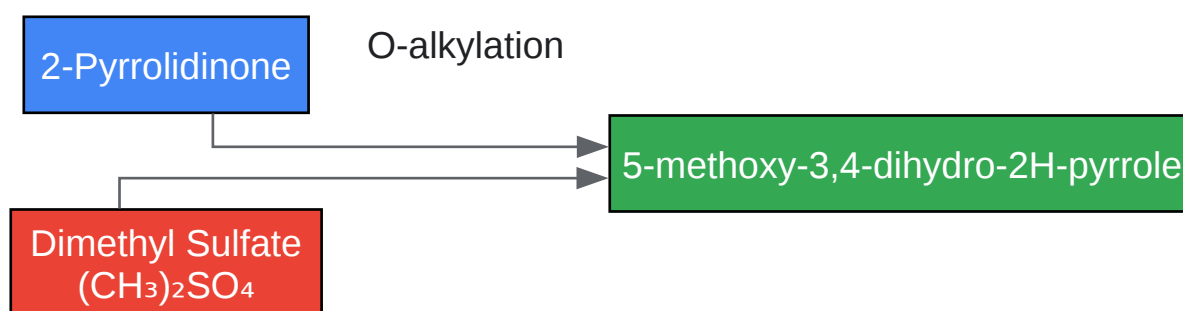 2-Pyrrolidinone
O-alkylation
5-methoxy-3,4-dihydro-2H-pyrrole
Dimethyl Sulfate
(CH₃)₂SO₄